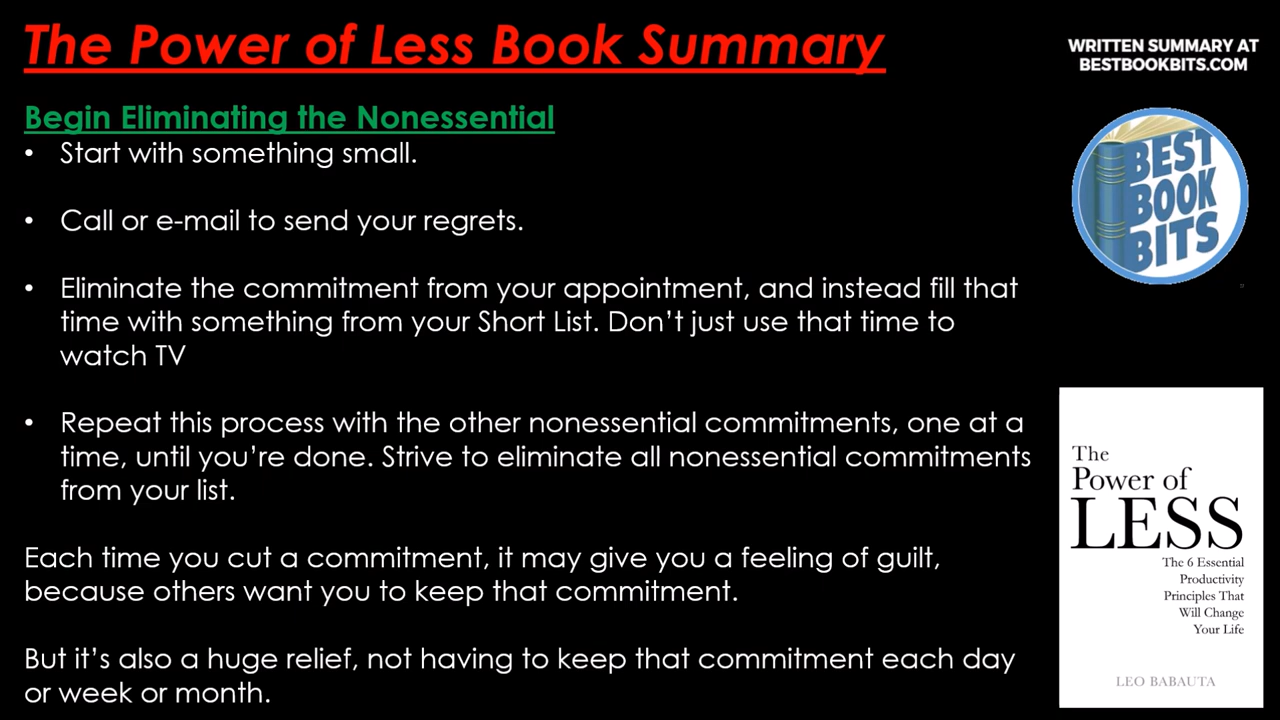 The Power of Less Book Summary
WRITTEN SUMMARY AT
BESTBOOKBITS.COM
Begin Eliminating the Nonessential
• Start with something small.
• Call or e-mail to send your regrets.
• Eliminate the commitment from your appointment, and instead fill that
time with something from your Short List. Don't just use that time to
watch TV
• Repeat this process with the other nonessential commitments, one at a
time, until you're done. Strive to eliminate all nonessential commitments
from your list.
Each time you cut a commitment, it may give you a feeling of guilt,
because others want you to keep that commitment.
But it's also a huge relief, not having to keep that commitment each day
or week or month.
BEST
BOOK
BITS
The
Power of
LESS
The 6 Essential
Productivity
Principles That
Will Change
Your Life
LEO BABAUTA